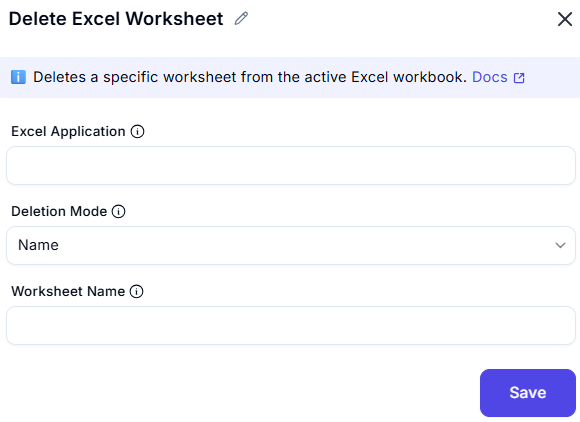 Delete Excel Worksheet
Deletes a specific worksheet from the active Excel workbook. Docs
Excel Application
Deletion Mode
Name
Worksheet Name
Save